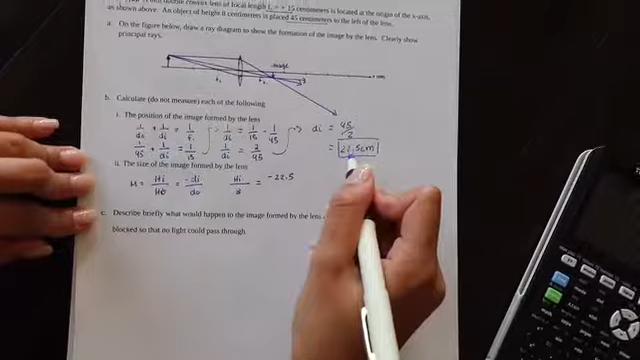 double convex lens of focal length f₁ = + 15 centimeters is located at the origin of the x-axis,
as shown above. An object of height 8 centimeters is placed 45 centimeters to the left of the lens.
a. On the figure below, draw a ray diagram to show the formation of the image by the lens. Clearly show
principal rays.
image
b. Calculate (do not measure) each of the following
i. The position of the image formed by the lens
1/do + 1/di = 1/f 1/di = 1/15 - 1/45 di = 45/2
1/45 + 1/di = 1/15 1/di = 2/45 = 22.5cm
ii. The size of the image formed by the lens
M = Hi/Ho = -di/do Hi/8 = -22.5
c. Describe briefly what would happen to the image formed by the lens
blocked so that no light could pass through.